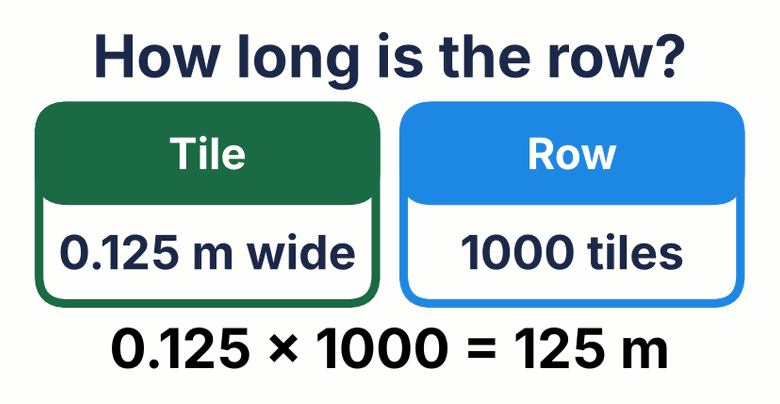 How long is the row?
Tile
0.125 m wide
Row
1000 tiles
0.125 × 1000 = 125 m